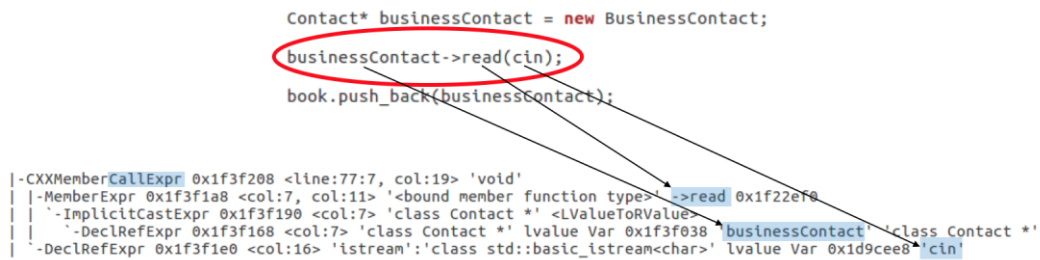 Contact* businessContact = new BusinessContact;
businessContact->read(cin);
book.push_back(businessContact);
|-CXXMemberCallExpr 0x1f3f208 <line:77:7, col:19> 'void'
| |-MemberExpr 0x1f3f1a8 <col:7, col:11> '<bound member function type>' ->read 0x1f22ef0
| | `-ImplicitCastExpr 0x1f3f190 <col:7> 'class Contact *' <LValueToRValue>
| |   `-DeclRefExpr 0x1f3f168 <col:7> 'class Contact *' lvalue Var 0x1f3f038 'businessContact' 'class Contact *'
| `-DeclRefExpr 0x1f3f1e0 <col:16> 'istream':'class std::basic_istream<char>' lvalue Var 0x1d9cee8 'cin'